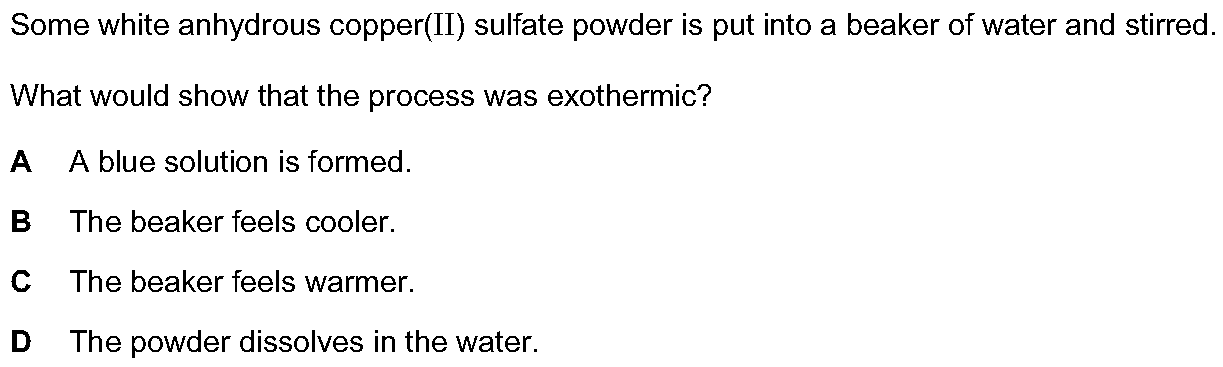 Some white anhydrous copper(II) sulfate powder is put into a beaker of water and stirred.
What would show that the process was exothermic?
A A blue solution is formed.
B The beaker feels cooler.
C The beaker feels warmer.
D The powder dissolves in the water.